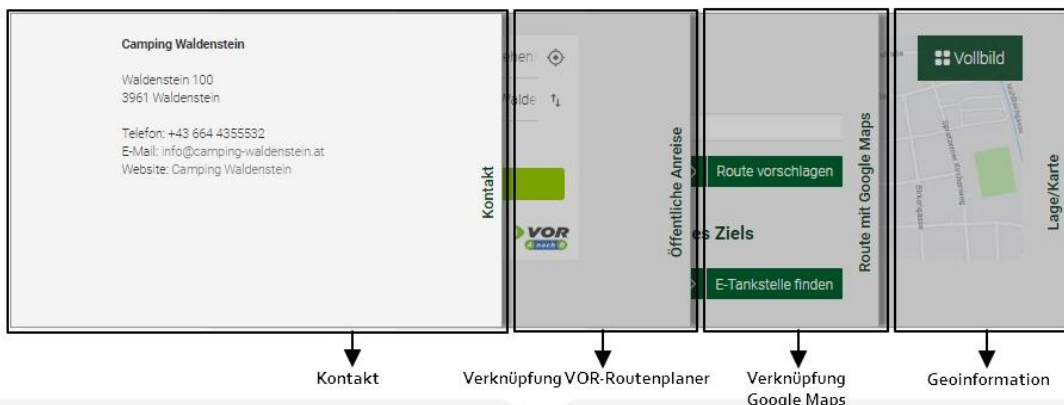 Camping Waldenstein
Waldenstein 100
3961 Waldenstein
Telefon: +43 664 4355532
E-Mail: info@camping-waldenstein.at
Website: Camping Waldenstein
Kontakt
VOR
A nach B
Öffentliche Anreise
Route vorschlagen
es Ziels
E-Tankstelle finden
Route mit Google Maps
Vollbild
Lage/Karte
Kontakt
Verknüpfung VOR-Routenplaner
Verknüpfung
Google Maps
Geoinformation